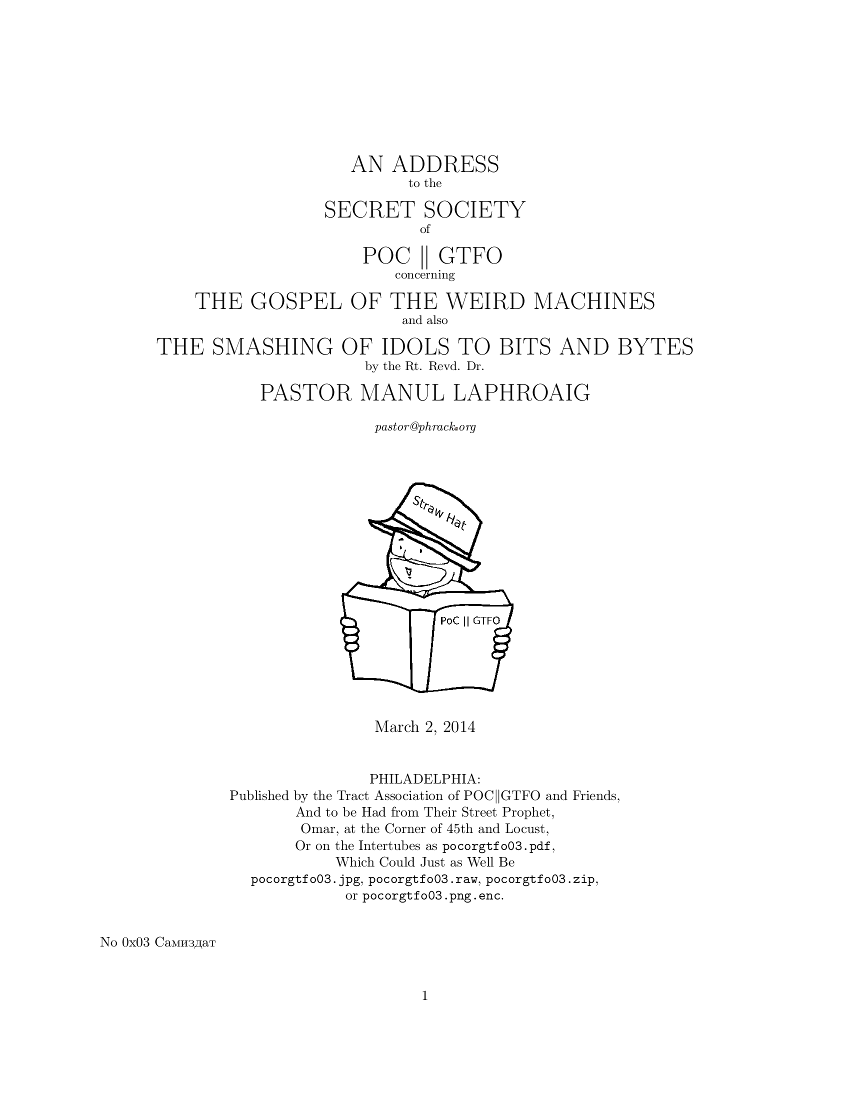 AN ADDRESS
to the
SECRET SOCIETY
of
POC ‖ GTFO
concerning
THE GOSPEL OF THE WEIRD MACHINES
and also
THE SMASHING OF IDOLS TO BITS AND BYTES
by the Rt. Revd. Dr.
PASTOR MANUL LAPHROAIG
pastor@phrack.org
Straw Hat
PoC || GTFO
March 2, 2014
PHILADELPHIA:
Published by the Tract Association of POC‖GTFO and Friends,
And to be Had from Their Street Prophet,
Omar, at the Corner of 45th and Locust,
Or on the Intertubes as pocorgtfo03.pdf,
Which Could Just as Well Be
pocorgtfo03.jpg, pocorgtfo03.raw, pocorgtfo03.zip,
or pocorgtfo03.png.enc.
No 0x03 Самиздат
1